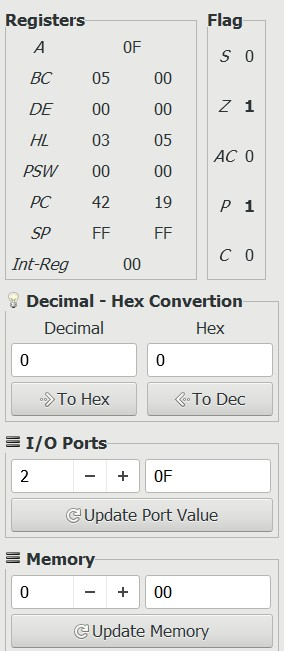 Registers
A 0F
BC 05 00
DE 00 00
HL 03 05
PSW 00 00
PC 42 19
SP FF FF
Int-Reg 00
Flag
S 0
Z 1
AC 0
P 1
C 0
Decimal - Hex Convertion
Decimal Hex
0 0
To Hex To Dec
I/O Ports
2 − + 0F
Update Port Value
Memory
0 − + 00
Update Memory